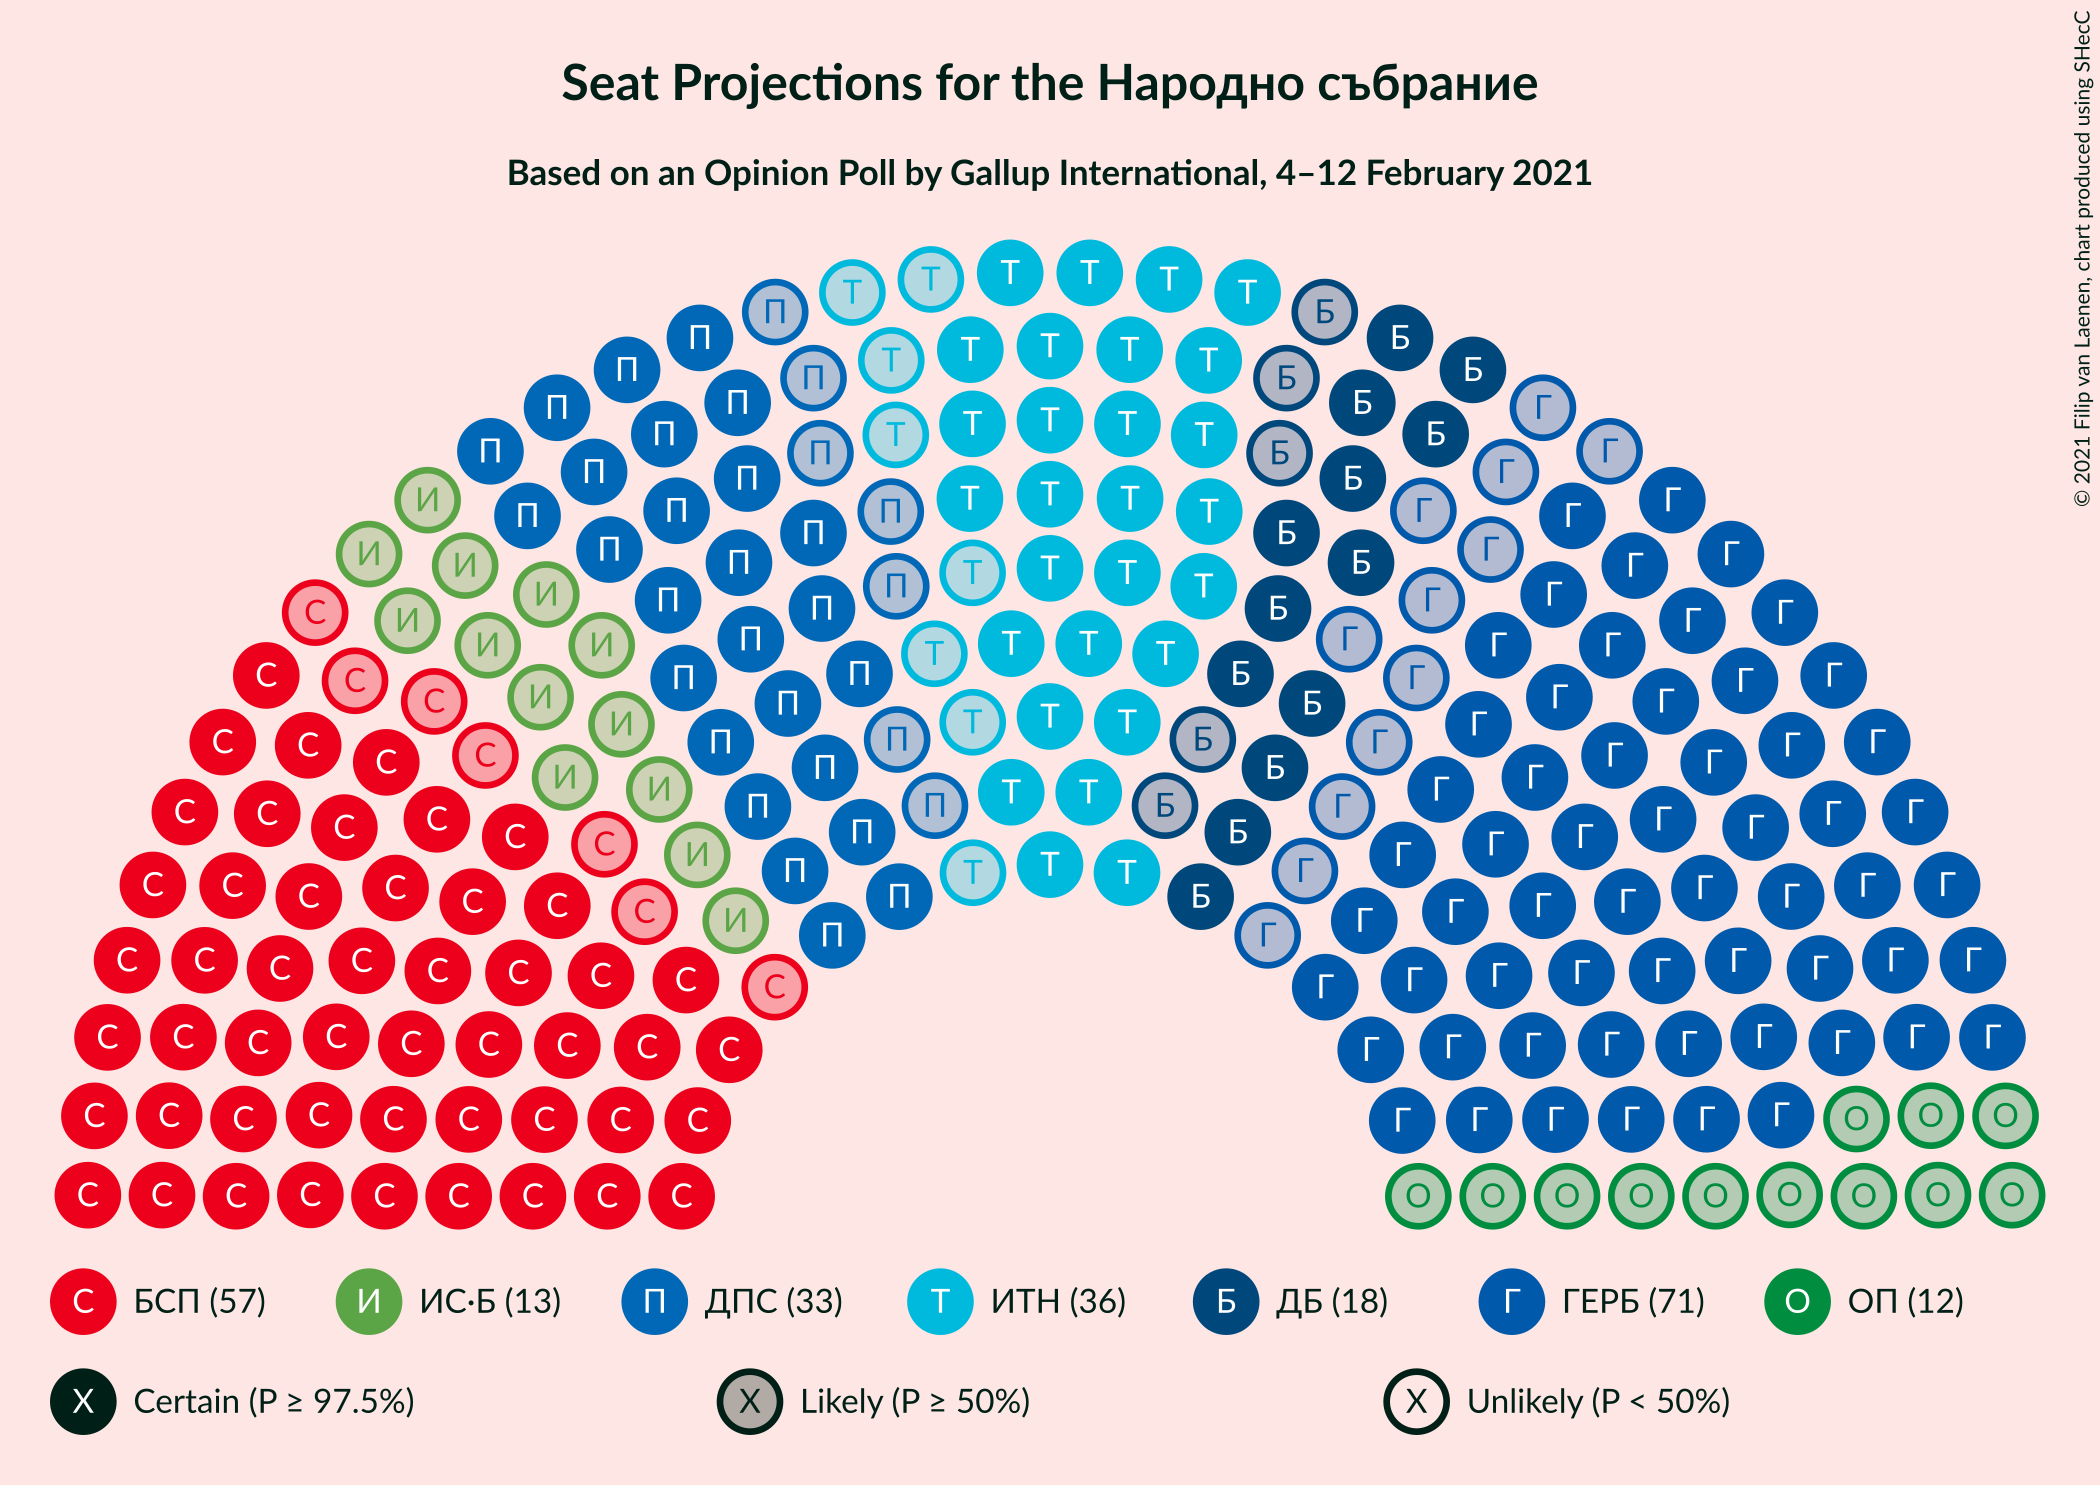 Seat Projections for the Народно събрание
Based on an Opinion Poll by Gallup International, 4–12 February 2021
© 2021 Filip van Laenen, chart produced using SHecC
Т Т Т Т Т Т
П Б
П Б
Т Т Т Т Т
П П Б Б
П Б
П Г
Т Т Т Т Т
П Б
П П Б Г
П Б
П Г
И Т Т Т Т Г
П П П Г Г
П П Б Г
И П П Б Г Г
И П Т Т Т Т П Г Г
И П П Б Г Г
С И П Б Г Г
И И П Т Т Т Т Б Г Г Г
С С П П Б Г Г Г
С И П П Б Г Г
С И Т Т Т Г Г
С С С П П Б Б Г Г Г Г
С И П Б Г Г
С С И П П Т Т Б Б Г Г Г Г
С С С С С П Б Г Г Г Г
С И Г Г
С С С С Т Т Т Г Г Г Г
С С С С И П Б Г Г Г Г
С С С С С С С С П Г Г Г Г Г Г Г Г
С С Г
С С С С С С С С С Г Г Г Г Г Г Г Г Г
С С С С С С С С С Г Г Г Г Г Г О О О
С С С С С С С С С О О О О О О О О О
С БСП (57) И ИС·Б (13) П ДПС (33) Т ИТН (36) Б ДБ (18) Г ГЕРБ (71) О ОП (12)
X Certain (P ≥ 97.5%) X Likely (P ≥ 50%) X Unlikely (P < 50%)